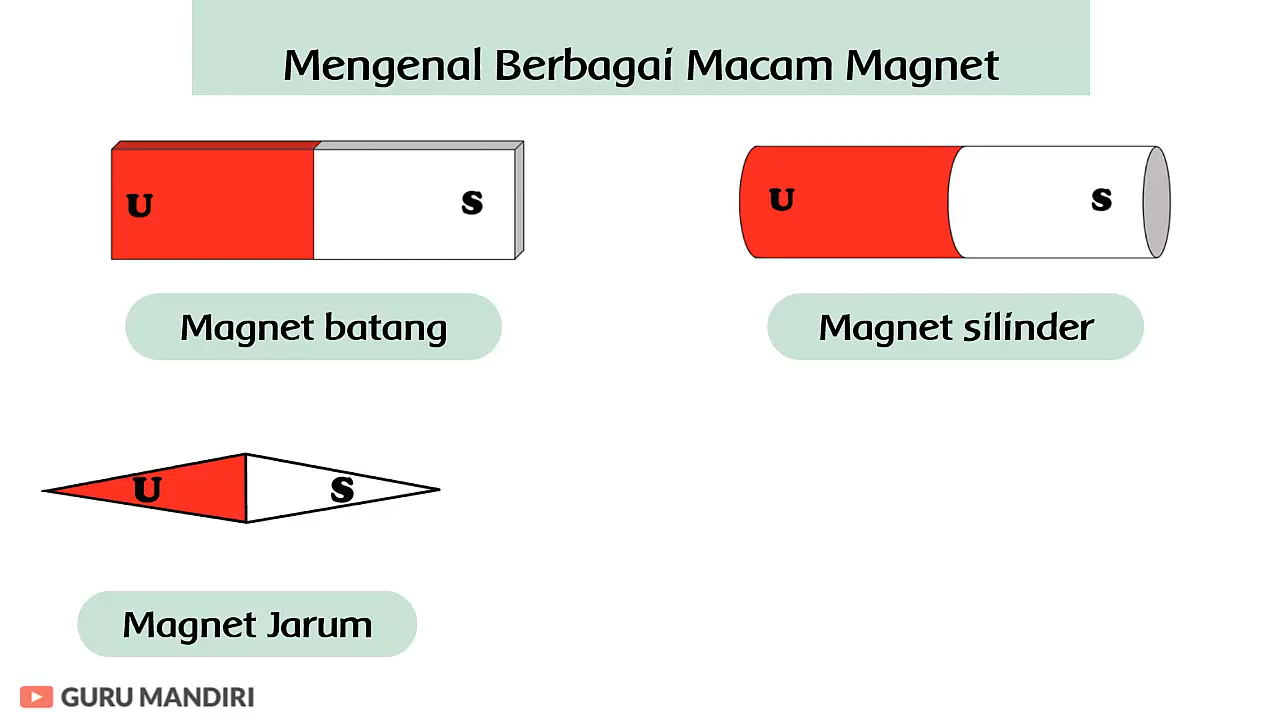 Mengenal Berbagai Macam Magnet
U S
U S
Magnet batang
Magnet silinder
U S
Magnet Jarum
GURU MANDIRI